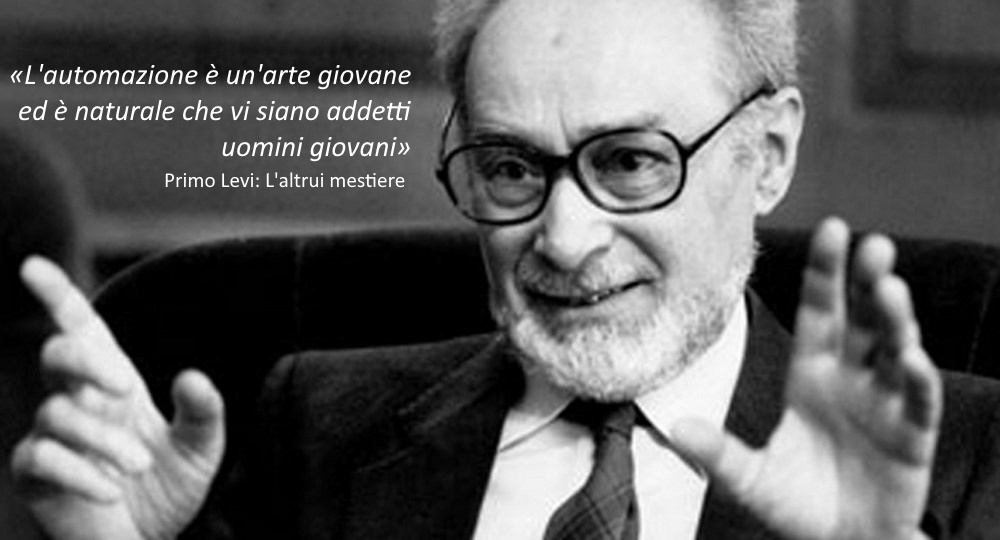 «L'automazione è un'arte giovane
ed è naturale che vi siano addetti
uomini giovani»
Primo Levi: L'altrui mestiere